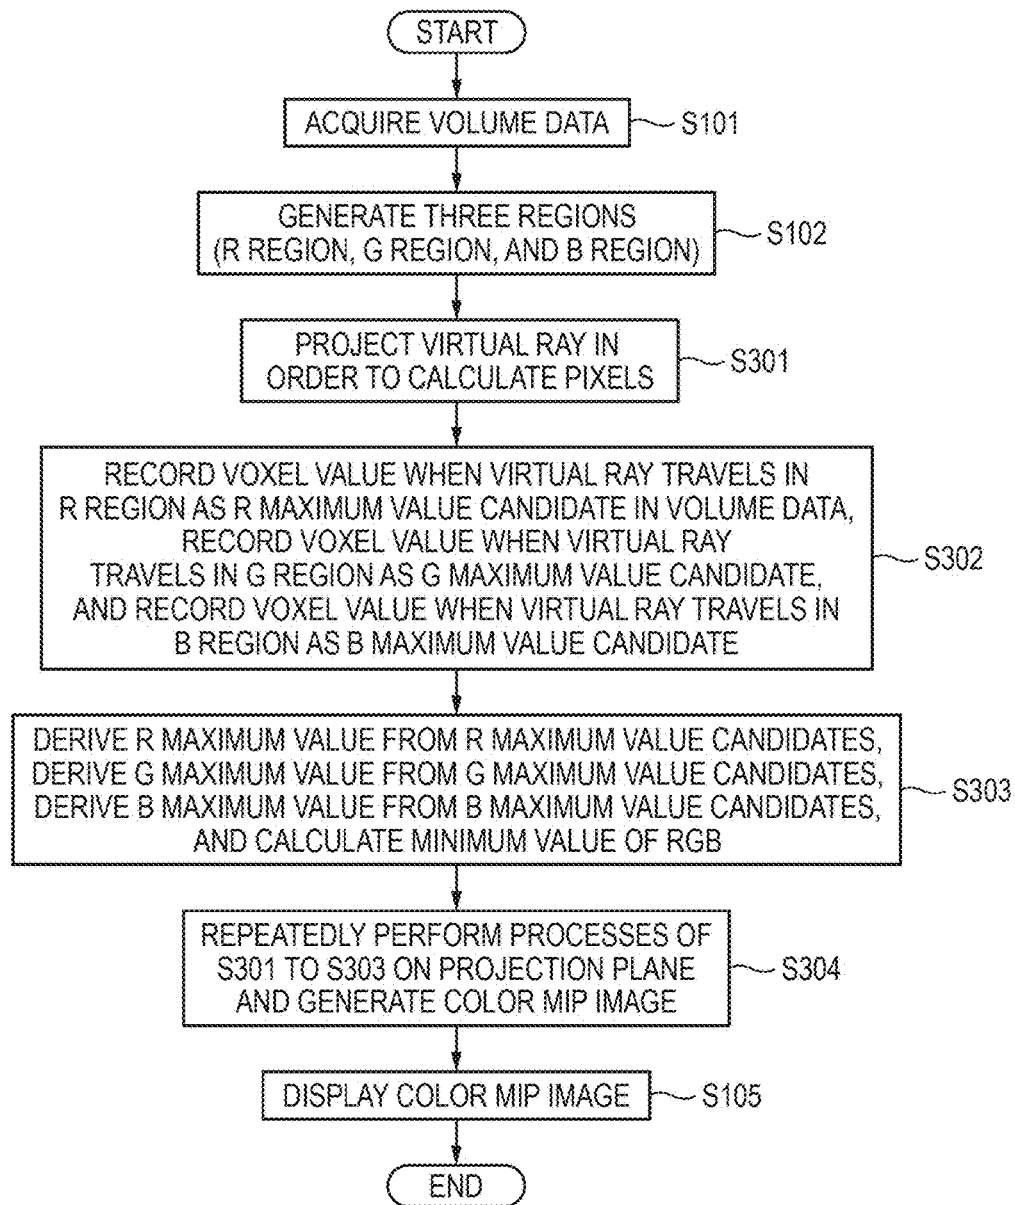 START
ACQUIRE VOLUME DATA
S101
GENERATE THREE REGIONS
(R REGION, G REGION, AND B REGION)
S102
PROJECT VIRTUAL RAY IN
ORDER TO CALCULATE PIXELS
S301
RECORD VOXEL VALUE WHEN VIRTUAL RAY TRAVELS IN
R REGION AS R MAXIMUM VALUE CANDIDATE IN VOLUME DATA,
RECORD VOXEL VALUE WHEN VIRTUAL RAY
TRAVELS IN G REGION AS G MAXIMUM VALUE CANDIDATE,
AND RECORD VOXEL VALUE WHEN VIRTUAL RAY TRAVELS IN
B REGION AS B MAXIMUM VALUE CANDIDATE
S302
DERIVE R MAXIMUM VALUE FROM R MAXIMUM VALUE CANDIDATES,
DERIVE G MAXIMUM VALUE FROM G MAXIMUM VALUE CANDIDATES,
DERIVE B MAXIMUM VALUE FROM B MAXIMUM VALUE CANDIDATES,
AND CALCULATE MINIMUM VALUE OF RGB
S303
REPEATEDLY PERFORM PROCESSES OF
S301 TO S303 ON PROJECTION PLANE
AND GENERATE COLOR MIP IMAGE
S304
DISPLAY COLOR MIP IMAGE
S105
END